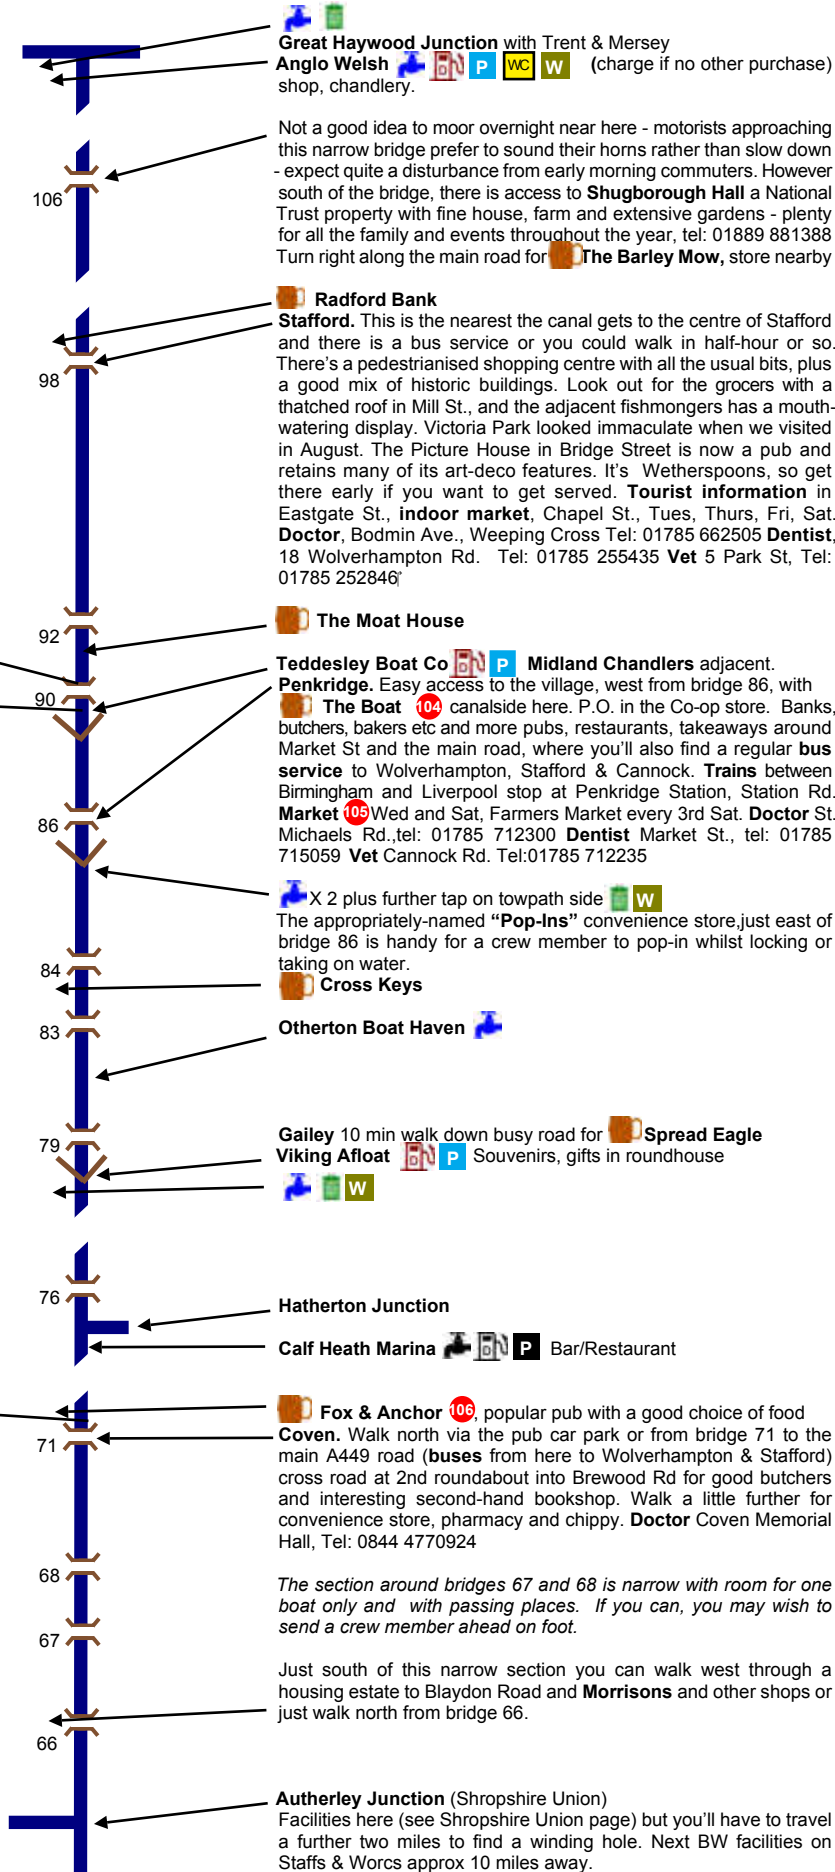 Great Haywood Junction with Trent & Mersey
Anglo Welsh P WC W (charge if no other purchase)
shop, chandlery.
Not a good idea to moor overnight near here - motorists approaching
this narrow bridge prefer to sound their horns rather than slow down
- expect quite a disturbance from early morning commuters. However
106
south of the bridge, there is access to Shugborough Hall a National
Trust property with fine house, farm and extensive gardens - plenty
for all the family and events throughout the year, tel: 01889 881388
Turn right along the main road for The Barley Mow, store nearby
Radford Bank
Stafford. This is the nearest the canal gets to the centre of Stafford
and there is a bus service or you could walk in half-hour or so.
There's a pedestrianised shopping centre with all the usual bits, plus
98
a good mix of historic buildings. Look out for the grocers with a
thatched roof in Mill St., and the adjacent fishmongers has a mouth-
watering display. Victoria Park looked immaculate when we visited
in August. The Picture House in Bridge Street is now a pub and
retains many of its art-deco features. It's Wetherspoons, so get
there early if you want to get served. Tourist information in
Eastgate St., indoor market, Chapel St., Tues, Thurs, Fri, Sat.
Doctor, Bodmin Ave., Weeping Cross Tel: 01785 662505 Dentist,
18 Wolverhampton Rd. Tel: 01785 255435 Vet 5 Park St, Tel:
01785 252846
The Moat House
92
Teddesley Boat Co P Midland Chandlers adjacent.
Penkridge. Easy access to the village, west from bridge 86, with
90
The Boat 104 canalside here. P.O. in the Co-op store. Banks,
butchers, bakers etc and more pubs, restaurants, takeaways around
Market St and the main road, where you'll also find a regular bus
service to Wolverhampton, Stafford & Cannock. Trains between
Birmingham and Liverpool stop at Penkridge Station, Station Rd.
Market 105 Wed and Sat, Farmers Market every 3rd Sat. Doctor St.
86
Michaels Rd.,tel: 01785 712300 Dentist Market St., tel: 01785
715059 Vet Cannock Rd. Tel:01785 712235
X 2 plus further tap on towpath side W
The appropriately-named “Pop-Ins” convenience store,just east of
bridge 86 is handy for a crew member to pop-in whilst locking or
taking on water.
84
Cross Keys
83
Otherton Boat Haven
79
Gailey 10 min walk down busy road for Spread Eagle
Viking Afloat P Souvenirs, gifts in roundhouse
W
76
Hatherton Junction
Calf Heath Marina P Bar/Restaurant
Fox & Anchor 106, popular pub with a good choice of food
Coven. Walk north via the pub car park or from bridge 71 to the
71
main A449 road (buses from here to Wolverhampton & Stafford)
cross road at 2nd roundabout into Brewood Rd for good butchers
and interesting second-hand bookshop. Walk a little further for
convenience store, pharmacy and chippy. Doctor Coven Memorial
Hall, Tel: 0844 4770924
68
The section around bridges 67 and 68 is narrow with room for one
boat only and with passing places. If you can, you may wish to
send a crew member ahead on foot.
67
Just south of this narrow section you can walk west through a
housing estate to Blaydon Road and Morrisons and other shops or
just walk north from bridge 66.
66
Autherley Junction (Shropshire Union)
Facilities here (see Shropshire Union page) but you'll have to travel
a further two miles to find a winding hole. Next BW facilities on
Staffs & Worcs approx 10 miles away.